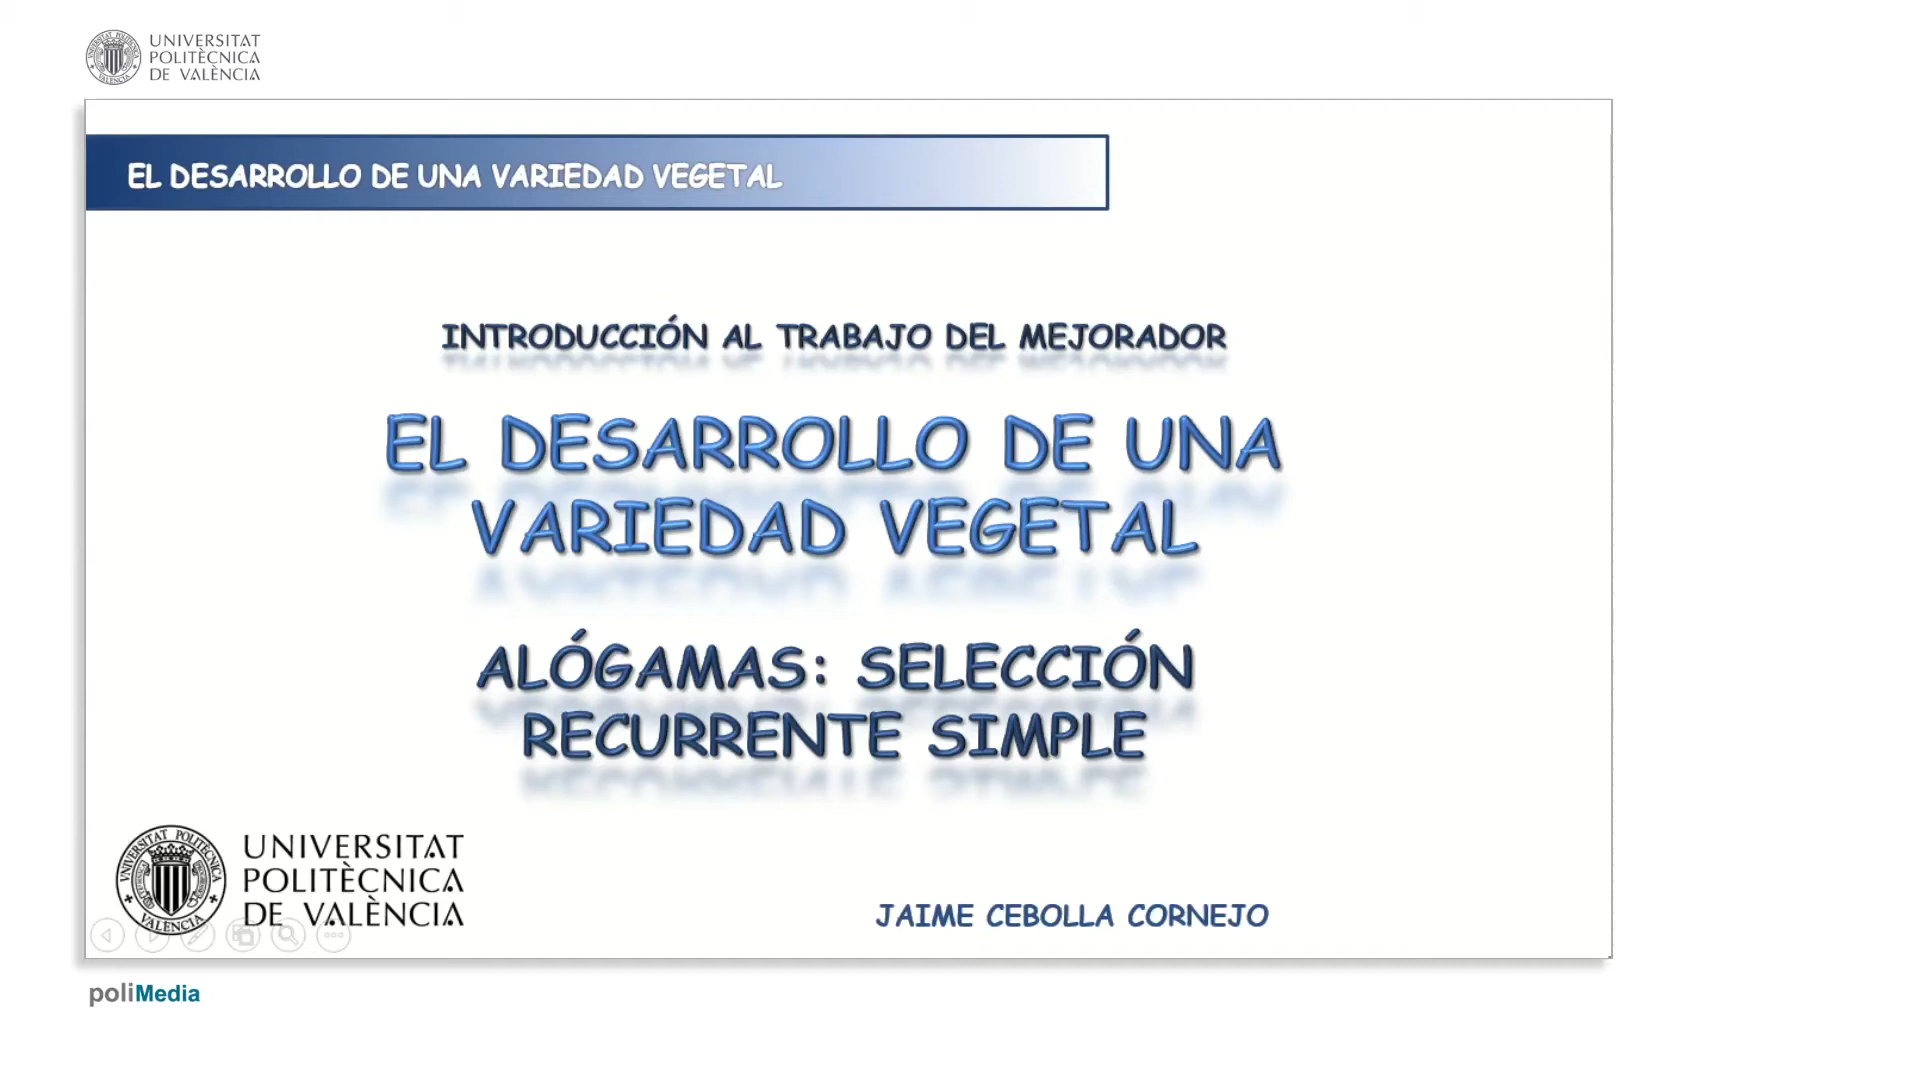 UNIVERSITAT
POLITÈCNICA
DE VALÈNCIA
EL DESARROLLO DE UNA VARIEDAD VEGETAL
INTRODUCCIÓN AL TRABAJO DEL MEJORADOR
EL DESARROLLO DE UNA
VARIEDAD VEGETAL
ALÓGAMAS: SELECCIÓN
RECURRENTE SIMPLE
UNIVERSITAT
POLITÈCNICA
DE VALÈNCIA
JAIME CEBOLLA CORNEJO
poliMedia